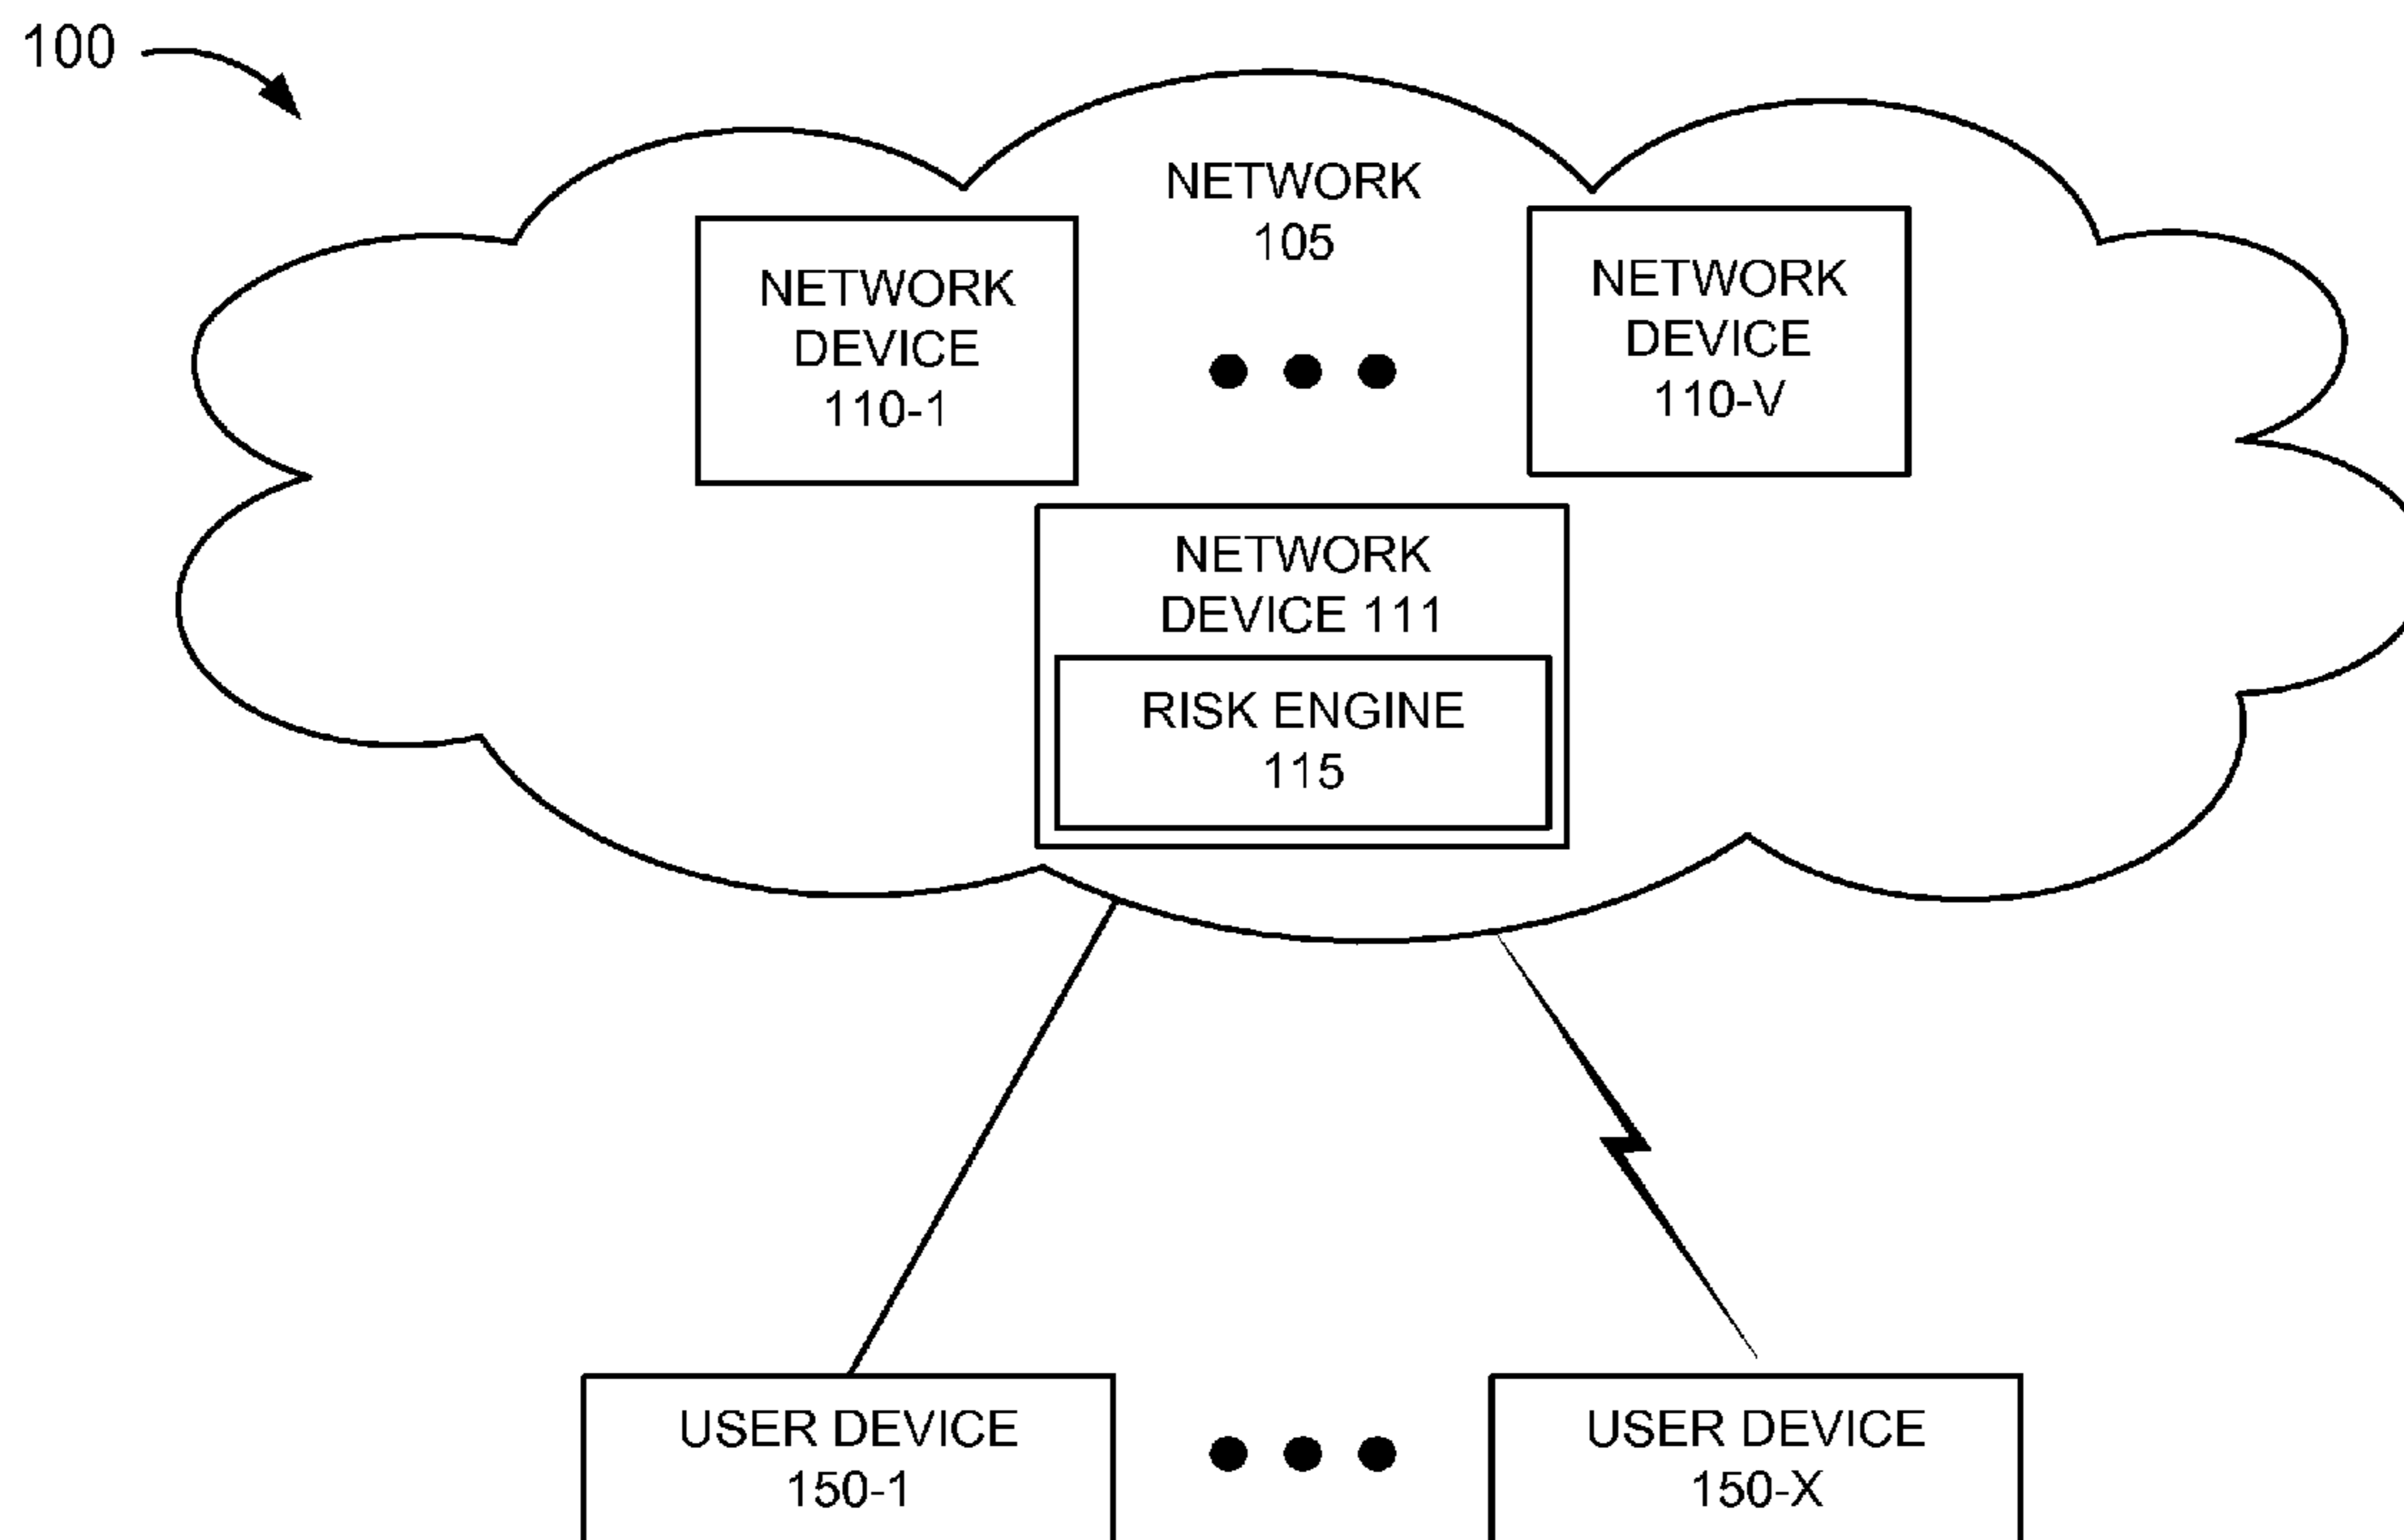 100
NETWORK
105
NETWORK
DEVICE
110-1
NETWORK
DEVICE
110-V
NETWORK
DEVICE 111
RISK ENGINE
115
USER DEVICE
150-1
USER DEVICE
150-X